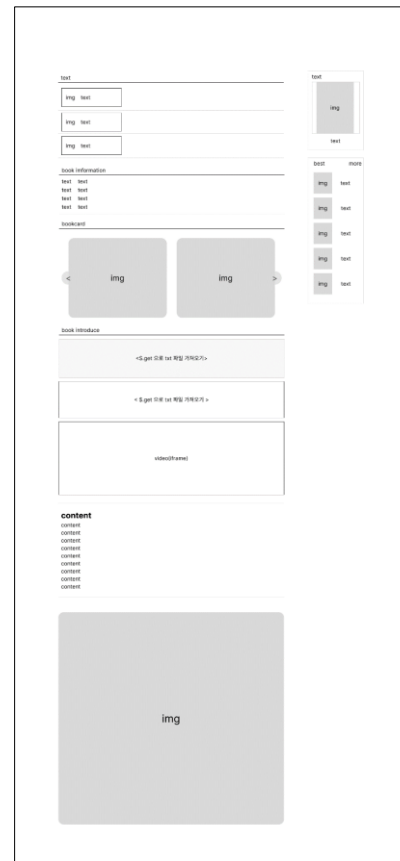 text
img text
img text
img text
book imformation
text text
text text
text text
text text
bookcard
<
img
img
>
book introduce
<$.get 으로 txt 파일 가져오기>
< $.get 으로 txt 파일 가져오기 >
video(iframe)
content
content
content
content
content
content
content
content
content
content
img
text
img
text
best more
img text
img text
img text
img text
img text